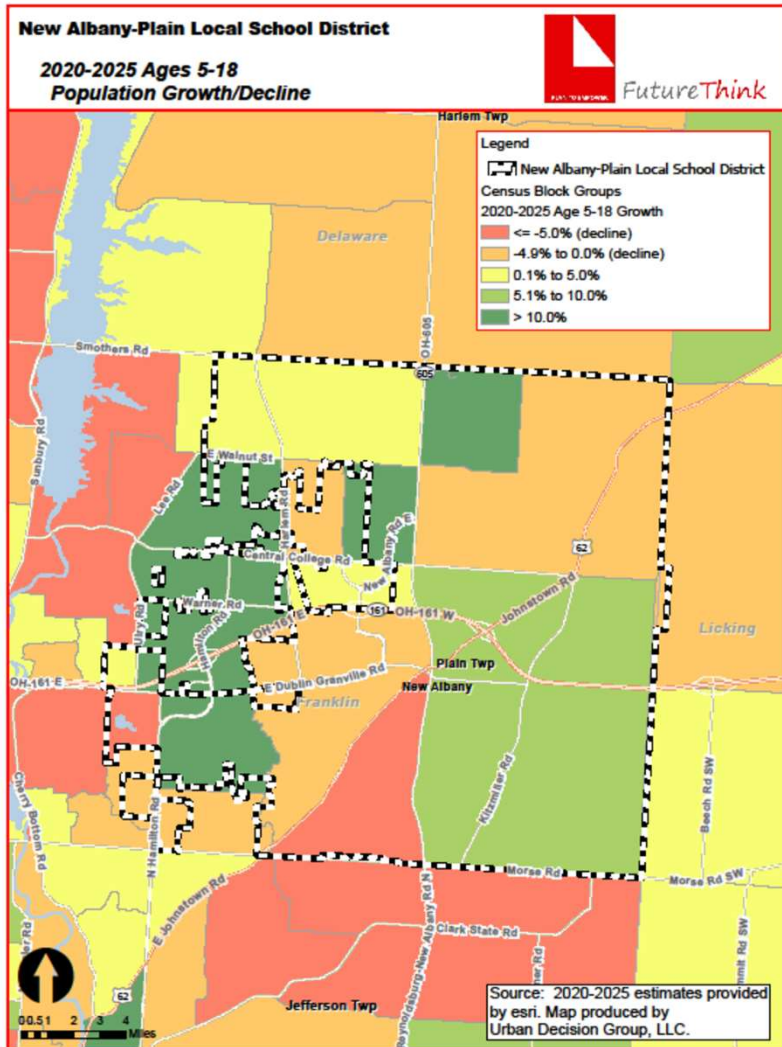 New Albany-Plain Local School District
2020-2025 Ages 5-18
Population Growth/Decline
FutureThink
Harlem Twp
Legend
New Albany-Plain Local School District
Census Block Groups
2020-2025 Age 5-18 Growth
<= -5.0% (decline)
-4.9% to 0.0% (decline)
0.1% to 5.0%
5.1% to 10.0%
> 10.0%
Delaware
OH-605
Smothers Rd
605
Sunbury Rd
E Walnut St
Lee Rd
Harlem Rd
62
Central College Rd
New Albany Rd E
Johnstown Rd
Warner Rd
161
OH-161 W
OH-161 E
Ulry Rd
Hamilton Rd
Licking
Plain Twp
E Dublin Granville Rd
New Albany
OH-161 E
Franklin
Kitzmiller Rd
Beech Rd SW
Cherry Bottom Rd
N Hamilton Rd
Morse Rd
Morse Rd SW
E Johnstown Rd
Clark State Rd
Reynoldsburg-New Albany Rd N
62
Jefferson Twp
0 0.5 1 2 3 4
Miles
Source: 2020-2025 estimates provided
by esri. Map produced by
Urban Decision Group, LLC.